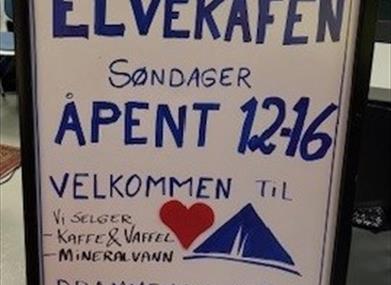 ELVEKAFEN
SØNDAGER
ÅPENT 12-16
VELKOMMEN TIL
VI SELGER
- KAFFE & VAFFEL
- MINERALVANN